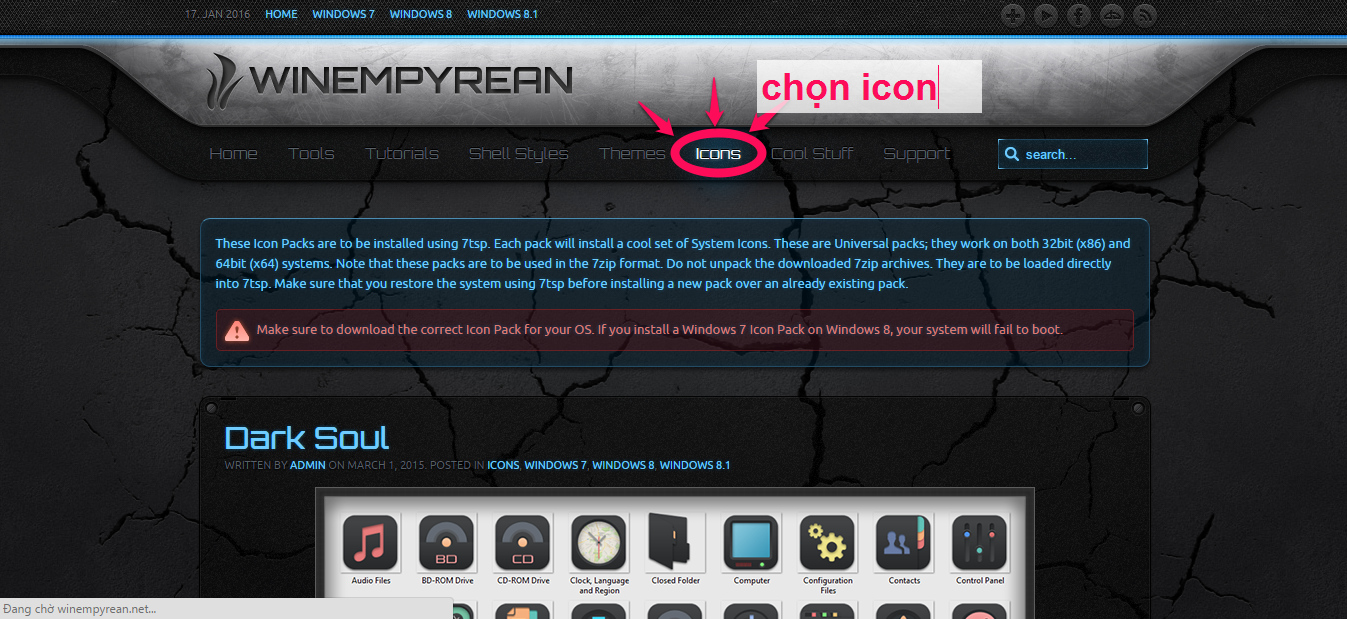 17. JAN 2016 HOME WINDOWS 7 WINDOWS 8 WINDOWS 8.1
WINEMPYREAN
chọn icon
Home Tools Tutorials Shell Styles Themes Icons Cool Stuff Support
search...
These Icon Packs are to be installed using 7tsp. Each pack will install a cool set of System Icons. These are Universal packs; they work on both 32bit (x86) and
64bit (x64) systems. Note that these packs are to be used in the 7zip format. Do not unpack the downloaded 7zip archives. They are to be loaded directly
into 7tsp. Make sure that you restore the system using 7tsp before installing a new pack over an already existing pack.
Make sure to download the correct Icon Pack for your OS. If you install a Windows 7 Icon Pack on Windows 8, your system will fail to boot.
Dark Soul
WRITTEN BY ADMIN ON MARCH 1, 2015. POSTED IN ICONS, WINDOWS 7, WINDOWS 8, WINDOWS 8.1
BD CD
Audio Files BD-ROM Drive CD-ROM Drive Clock, Language Closed Folder Computer Configuration Contacts Control Panel
and Region Files
Đang chờ winempyrean.net...